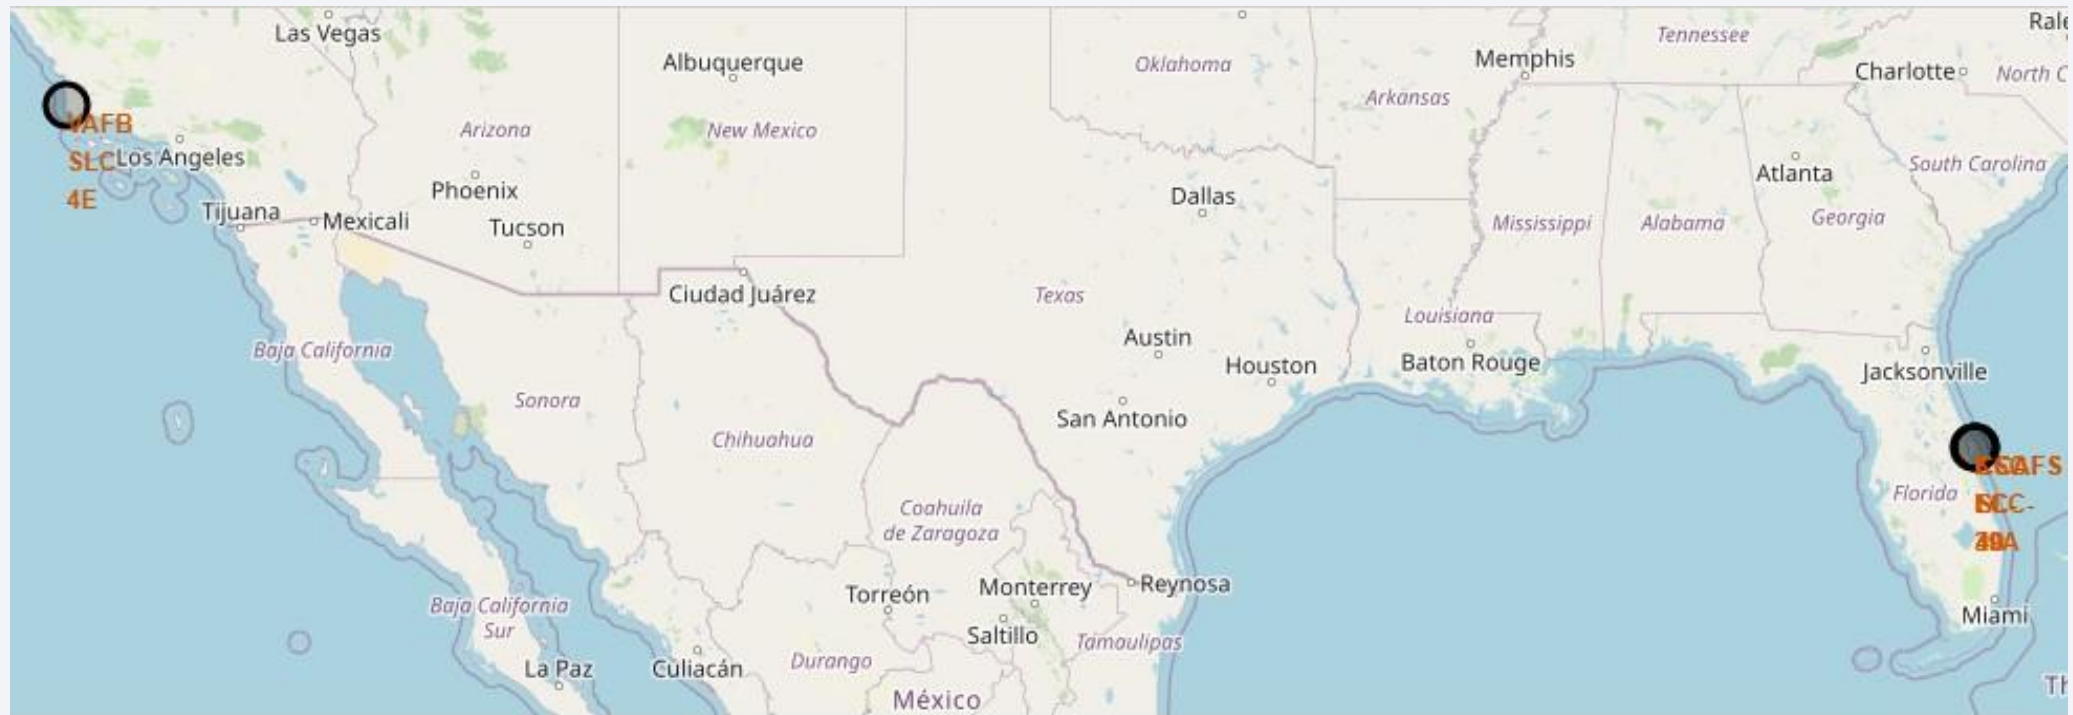 Las Vegas
Albuquerque
Oklahoma
Memphis
Tennessee
Charlotte
Arizona
New Mexico
Arkansas
VAFB
SLC
4E
Los Angeles
Phoenix
Dallas
Atlanta
South Carolina
Tijuana
Mexicali
Tucson
Mississippi
Alabama
Georgia
Ciudad Juárez
Texas
Louisiana
Baja California
Austin
Houston
Baton Rouge
Jacksonville
Sonora
San Antonio
Chihuahua
Florida
Coahuila
de Zaragoza
Torreón
Monterrey
Reynosa
Baja California
Sur
Saltillo
Tamaulipas
Miami
La Paz
Culiacán
Durango
México